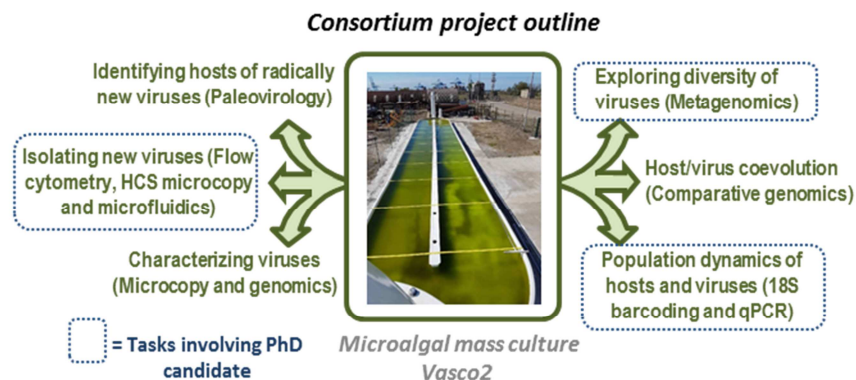 Consortium project outline
Identifying hosts of radically
new viruses (Paleovirology)
Isolating new viruses (Flow
cytometry, HCS microcopy
and microfluidics)
Characterizing viruses
(Microcopy and genomics)
Exploring diversity of
viruses (Metagenomics)
Host/virus coevolution
(Comparative genomics)
Population dynamics of
hosts and viruses (18S
barcoding and qPCR)
= Tasks involving PhD
candidate
Microalgal mass culture
Vasco2